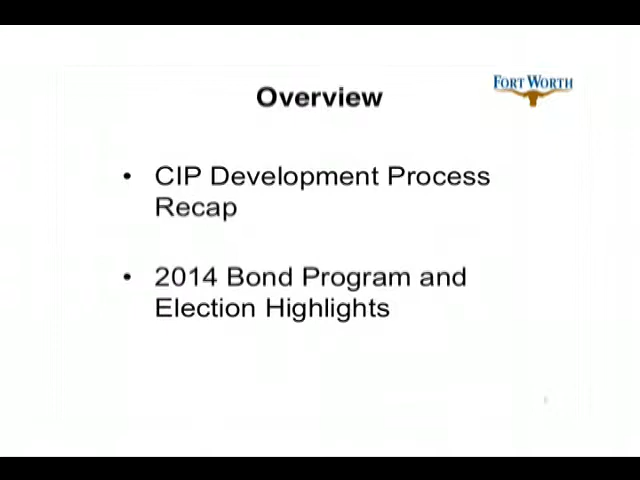 FORT WORTH
Overview
• CIP Development Process
Recap
• 2014 Bond Program and
Election Highlights